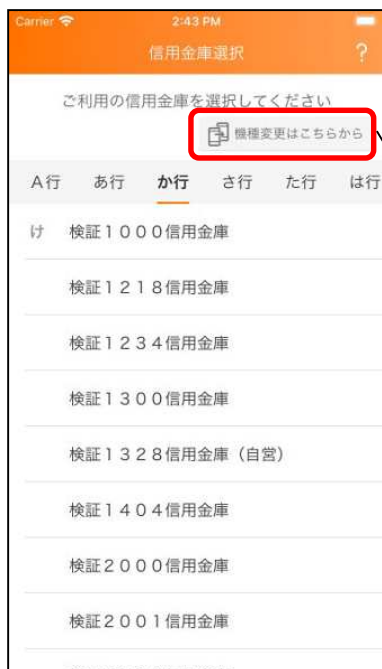 Carrier 2:43 PM
信用金庫選択 ?
ご利用の信用金庫を選択してください
機種変更はこちらから
A行 あ行 か行 さ行 た行 は行
け 検証1000信用金庫
検証1218信用金庫
検証1234信用金庫
検証1300信用金庫
検証1328信用金庫（自営）
検証1404信用金庫
検証2000信用金庫
検証2001信用金庫